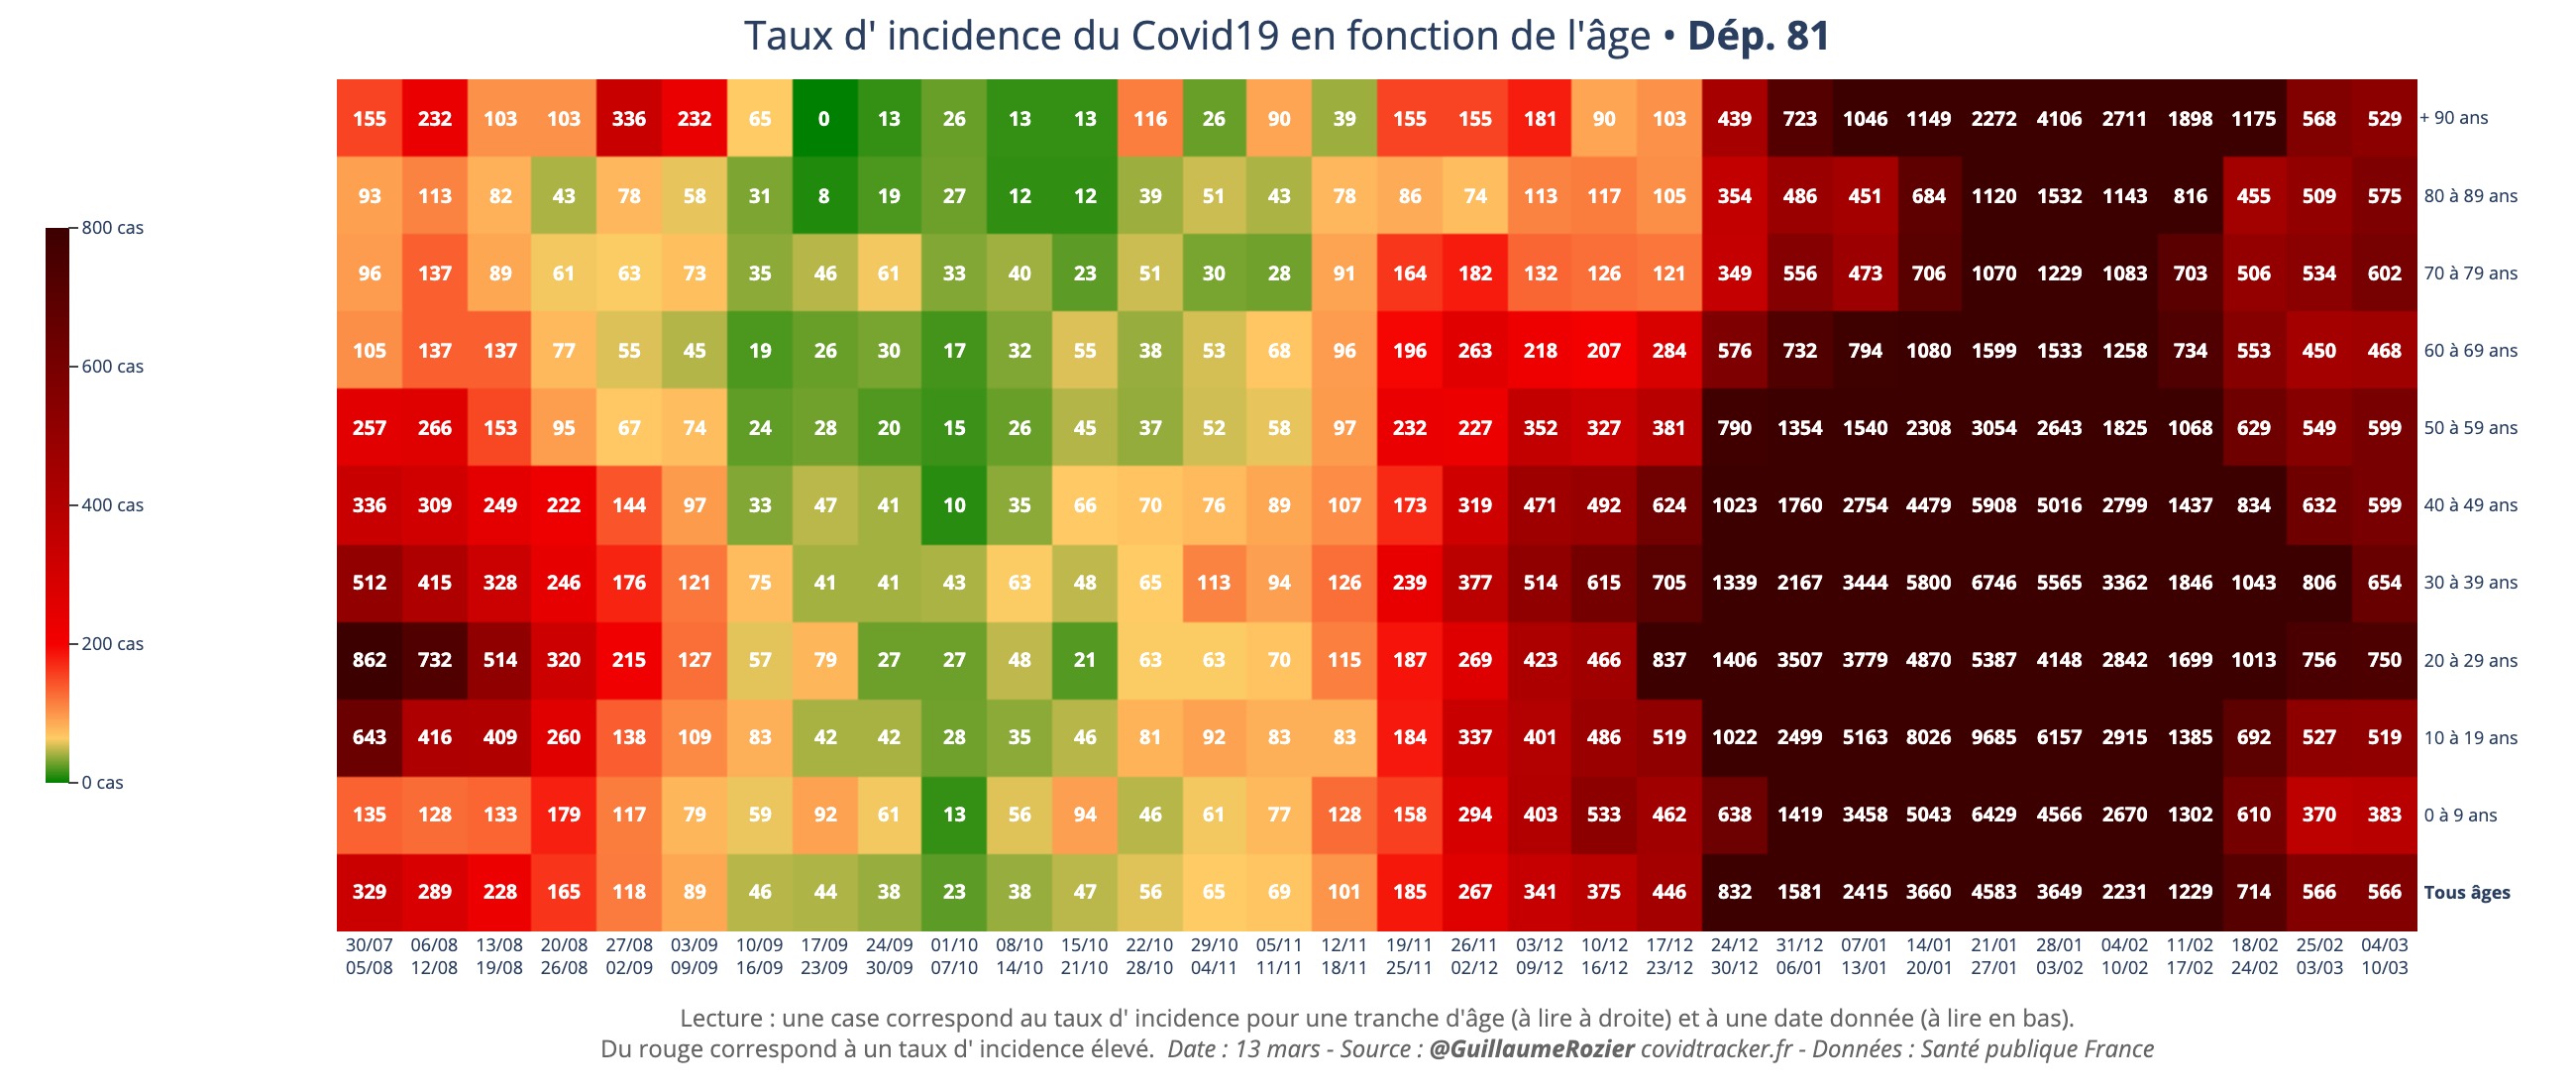 Taux d' incidence du Covid19 en fonction de l'âge • Dép. 81
800 cas
600 cas
400 cas
200 cas
0 cas
155 232 103 103 336 232 65 0 13 26 13 13 116 26 90 39 155 155 181 90 103 439 723 1046 1149 2272 4106 2711 1898 1175 568 529 + 90 ans
93 113 82 43 78 58 31 8 19 27 12 12 39 51 43 78 86 74 113 117 105 354 486 451 684 1120 1532 1143 816 455 509 575 80 à 89 ans
96 137 89 61 63 73 35 46 61 33 40 23 51 30 28 91 164 182 132 126 121 349 556 473 706 1070 1229 1083 703 506 534 602 70 à 79 ans
105 137 137 77 55 45 19 26 30 17 32 55 38 53 68 96 196 263 218 207 284 576 732 794 1080 1599 1533 1258 734 553 450 468 60 à 69 ans
257 266 153 95 67 74 24 28 20 15 26 45 37 52 58 97 232 227 352 327 381 790 1354 1540 2308 3054 2643 1825 1068 629 549 599 50 à 59 ans
336 309 249 222 144 97 33 47 41 10 35 66 70 76 89 107 173 319 471 492 624 1023 1760 2754 4479 5908 5016 2799 1437 834 632 599 40 à 49 ans
512 415 328 246 176 121 75 41 41 43 63 48 65 113 94 126 239 377 514 615 705 1339 2167 3444 5800 6746 5565 3362 1846 1043 806 654 30 à 39 ans
862 732 514 320 215 127 57 79 27 27 48 21 63 63 70 115 187 269 423 466 837 1406 3507 3779 4870 5387 4148 2842 1699 1013 756 750 20 à 29 ans
643 416 409 260 138 109 83 42 42 28 35 46 81 92 83 83 184 337 401 486 519 1022 2499 5163 8026 9685 6157 2915 1385 692 527 519 10 à 19 ans
135 128 133 179 117 79 59 92 61 13 56 94 46 61 77 128 158 294 403 533 462 638 1419 3458 5043 6429 4566 2670 1302 610 370 383 0 à 9 ans
329 289 228 165 118 89 46 44 38 23 38 47 56 65 69 101 185 267 341 375 446 832 1581 2415 3660 4583 3649 2231 1229 714 566 566 Tous âges
30/07 06/08 13/08 20/08 27/08 03/09 10/09 17/09 24/09 01/10 08/10 15/10 22/10 29/10 05/11 12/11 19/11 26/11 03/12 10/12 17/12 24/12 31/12 07/01 14/01 21/01 28/01 04/02 11/02 18/02 25/02 04/03
05/08 12/08 19/08 26/08 02/09 09/09 16/09 23/09 30/09 07/10 14/10 21/10 28/10 04/11 11/11 18/11 25/11 02/12 09/12 16/12 23/12 30/12 06/01 13/01 20/01 27/01 03/02 10/02 17/02 24/02 03/03 10/03
Lecture : une case correspond au taux d' incidence pour une tranche d'âge (à lire à droite) et à une date donnée (à lire en bas).
Du rouge correspond à un taux d' incidence élevé. Date : 13 mars - Source : @GuillaumeRozier covidtracker.fr - Données : Santé publique France